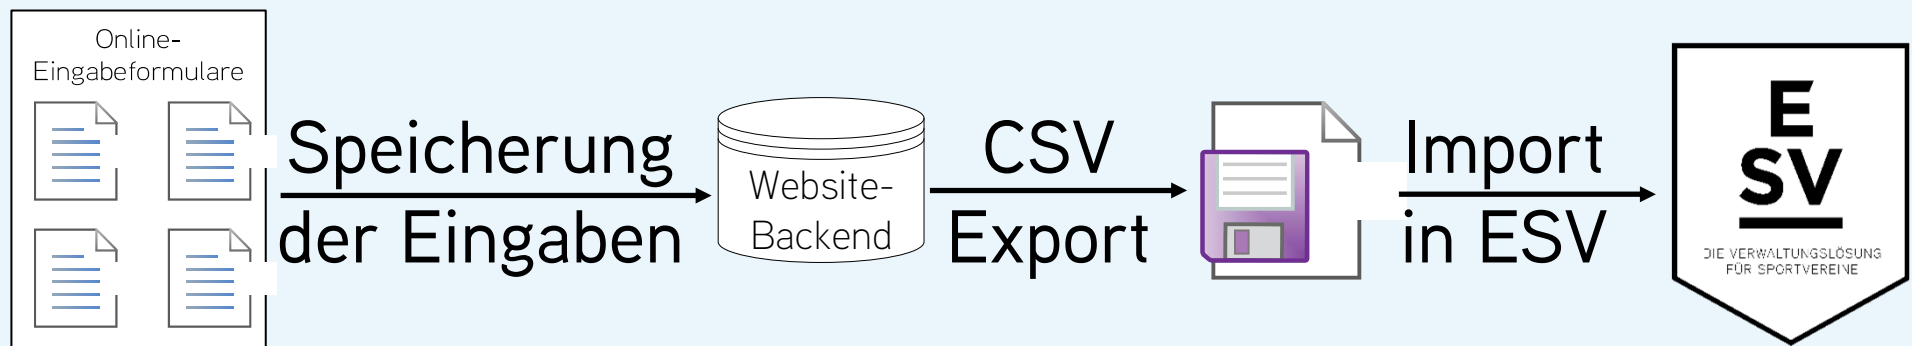 Online-
Eingabeformulare
Speicherung
der Eingaben
Website-
Backend
CSV
Export
Import
in ESV
E
SV
DIE VERWALTUNGSLÖSUNG
FÜR SPORTVEREINE